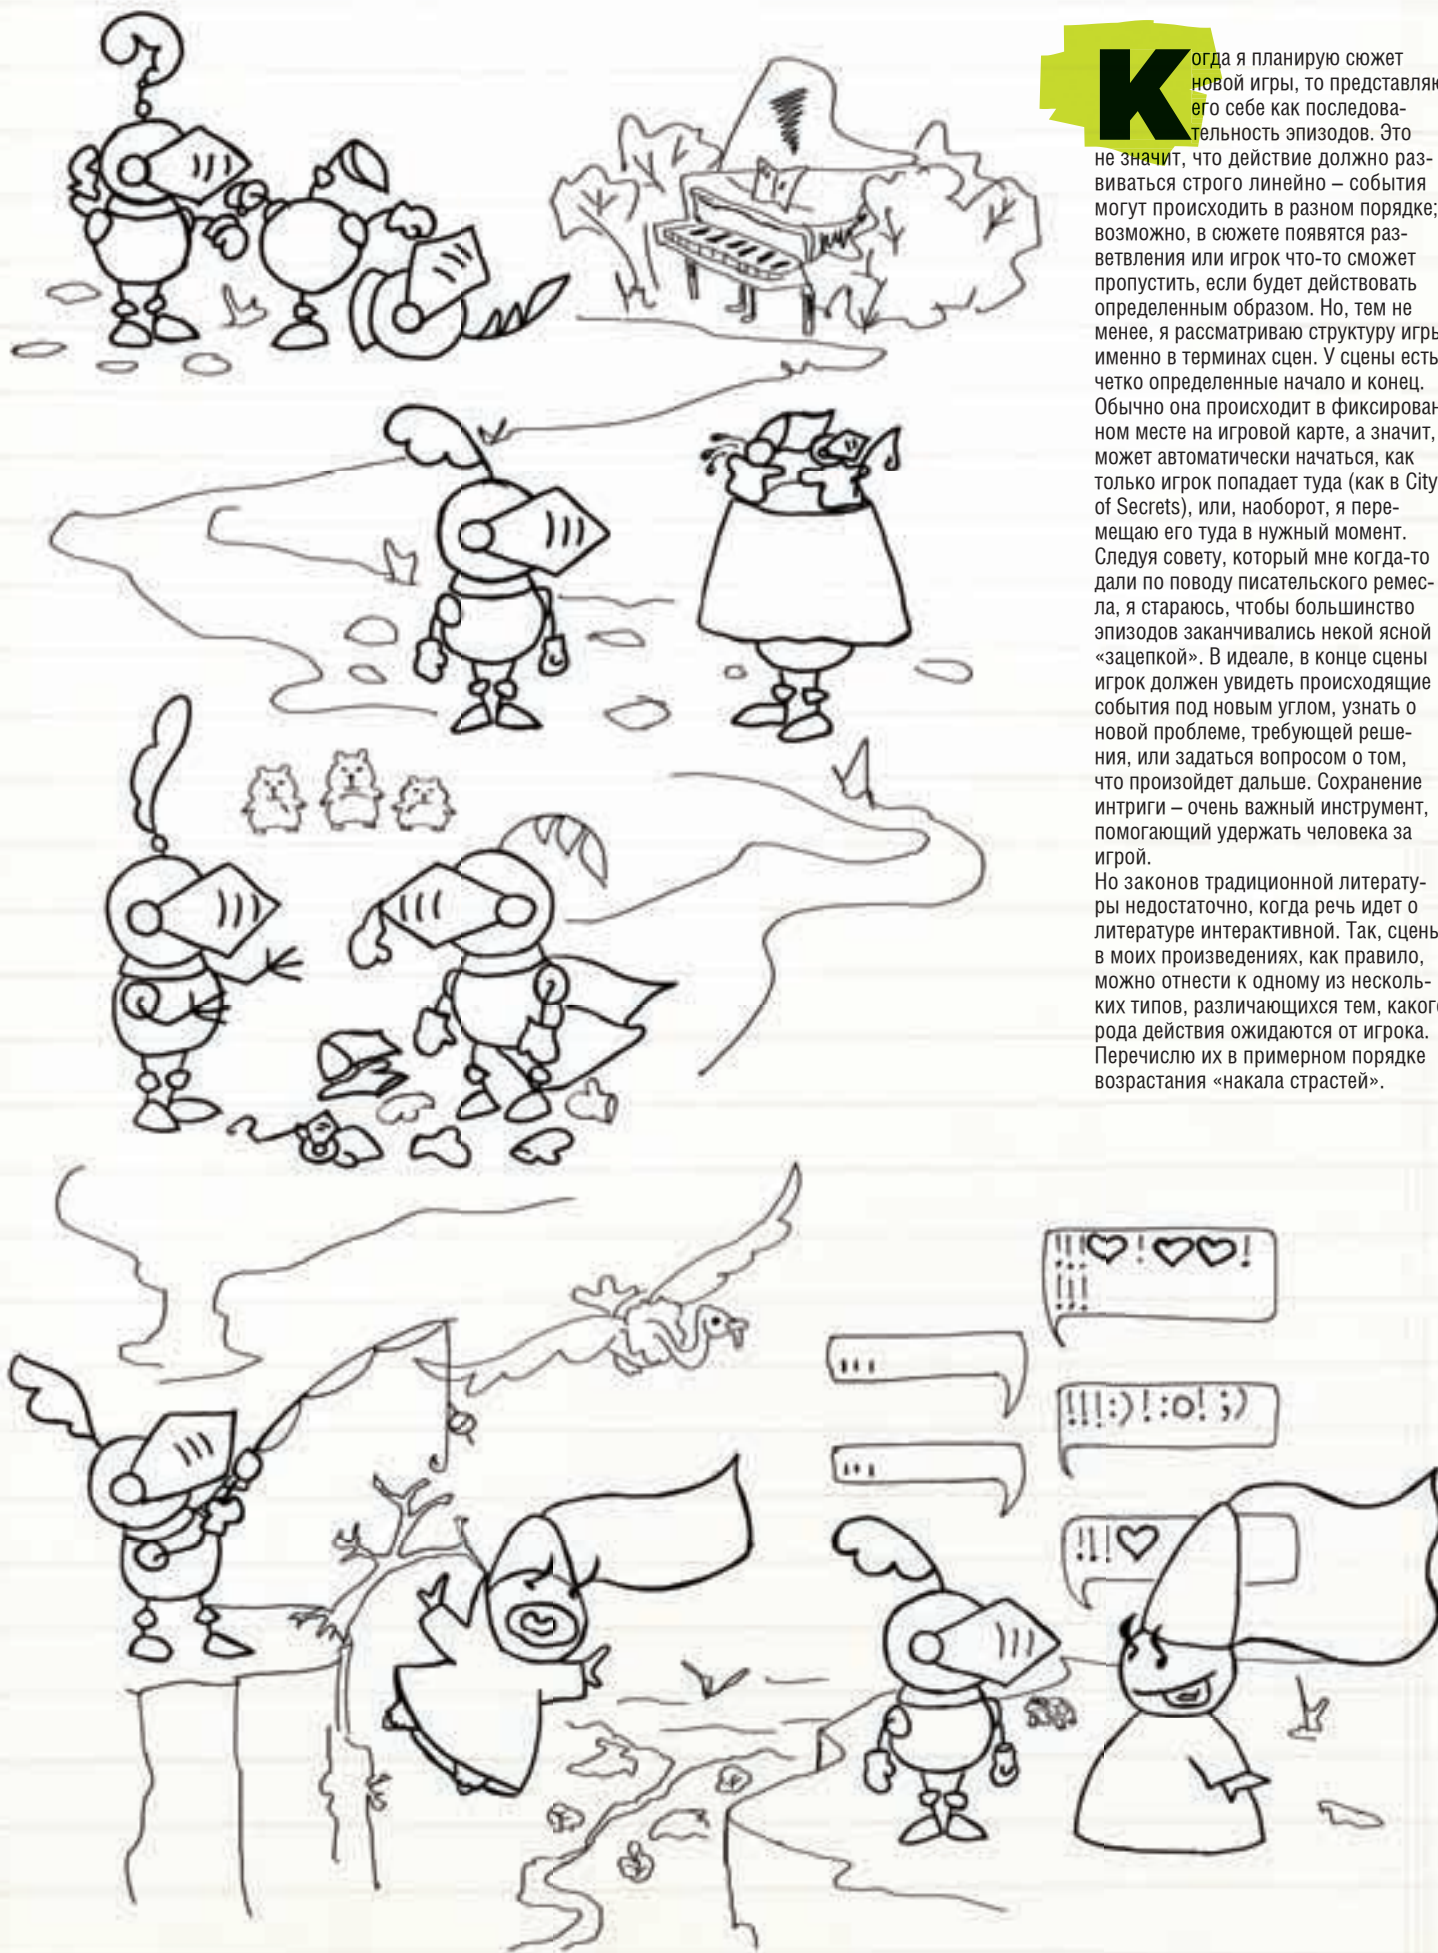 Когда я планирую сюжет
новой игры, то представляю
его себе как последова-
тельность эпизодов. Это
не значит, что действие должно раз-
виваться строго линейно – события
могут происходить в разном порядке;
возможно, в сюжете появятся раз-
ветвления или игрок что-то сможет
пропустить, если будет действовать
определенным образом. Но, тем не
менее, я рассматриваю структуру игры
именно в терминах сцен. У сцены есть
четко определенные начало и конец.
Обычно она происходит в фиксирован
ном месте на игровой карте, а значит,
может автоматически начаться, как
только игрок попадает туда (как в City
of Secrets), или, наоборот, я пере-
мещаю его туда в нужный момент.
Следуя совету, который мне когда-то
дали по поводу писательского ремес-
ла, я стараюсь, чтобы большинство
эпизодов заканчивались некой ясной
«зацепкой». В идеале, в конце сцены
игрок должен увидеть происходящие
события под новым углом, узнать о
новой проблеме, требующей реше-
ния, или задаться вопросом о том,
что произойдет дальше. Сохранение
интриги – очень важный инструмент,
помогающий удержать человека за
игрой.
Но законов традиционной литерату-
ры недостаточно, когда речь идет о
литературе интерактивной. Так, сцены
в моих произведениях, как правило,
можно отнести к одному из несколь-
ких типов, различающихся тем, какого
рода действия ожидаются от игрока.
Перечислю их в примерном порядке
возрастания «накала страстей».
!!!♡!♡♡!
!!!
...
!!!:)!:o!;)
...
!!!♡